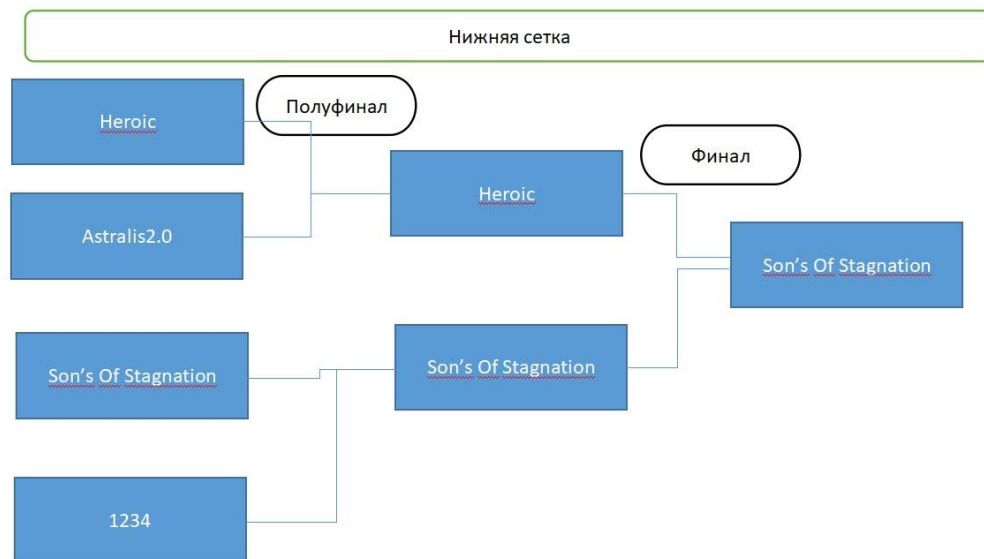 Нижняя сетка
Heroic
Полуфинал
Astralis2.0
Heroic
Финал
Son’s Of Stagnation
Son’s Of Stagnation
Son’s Of Stagnation
1234